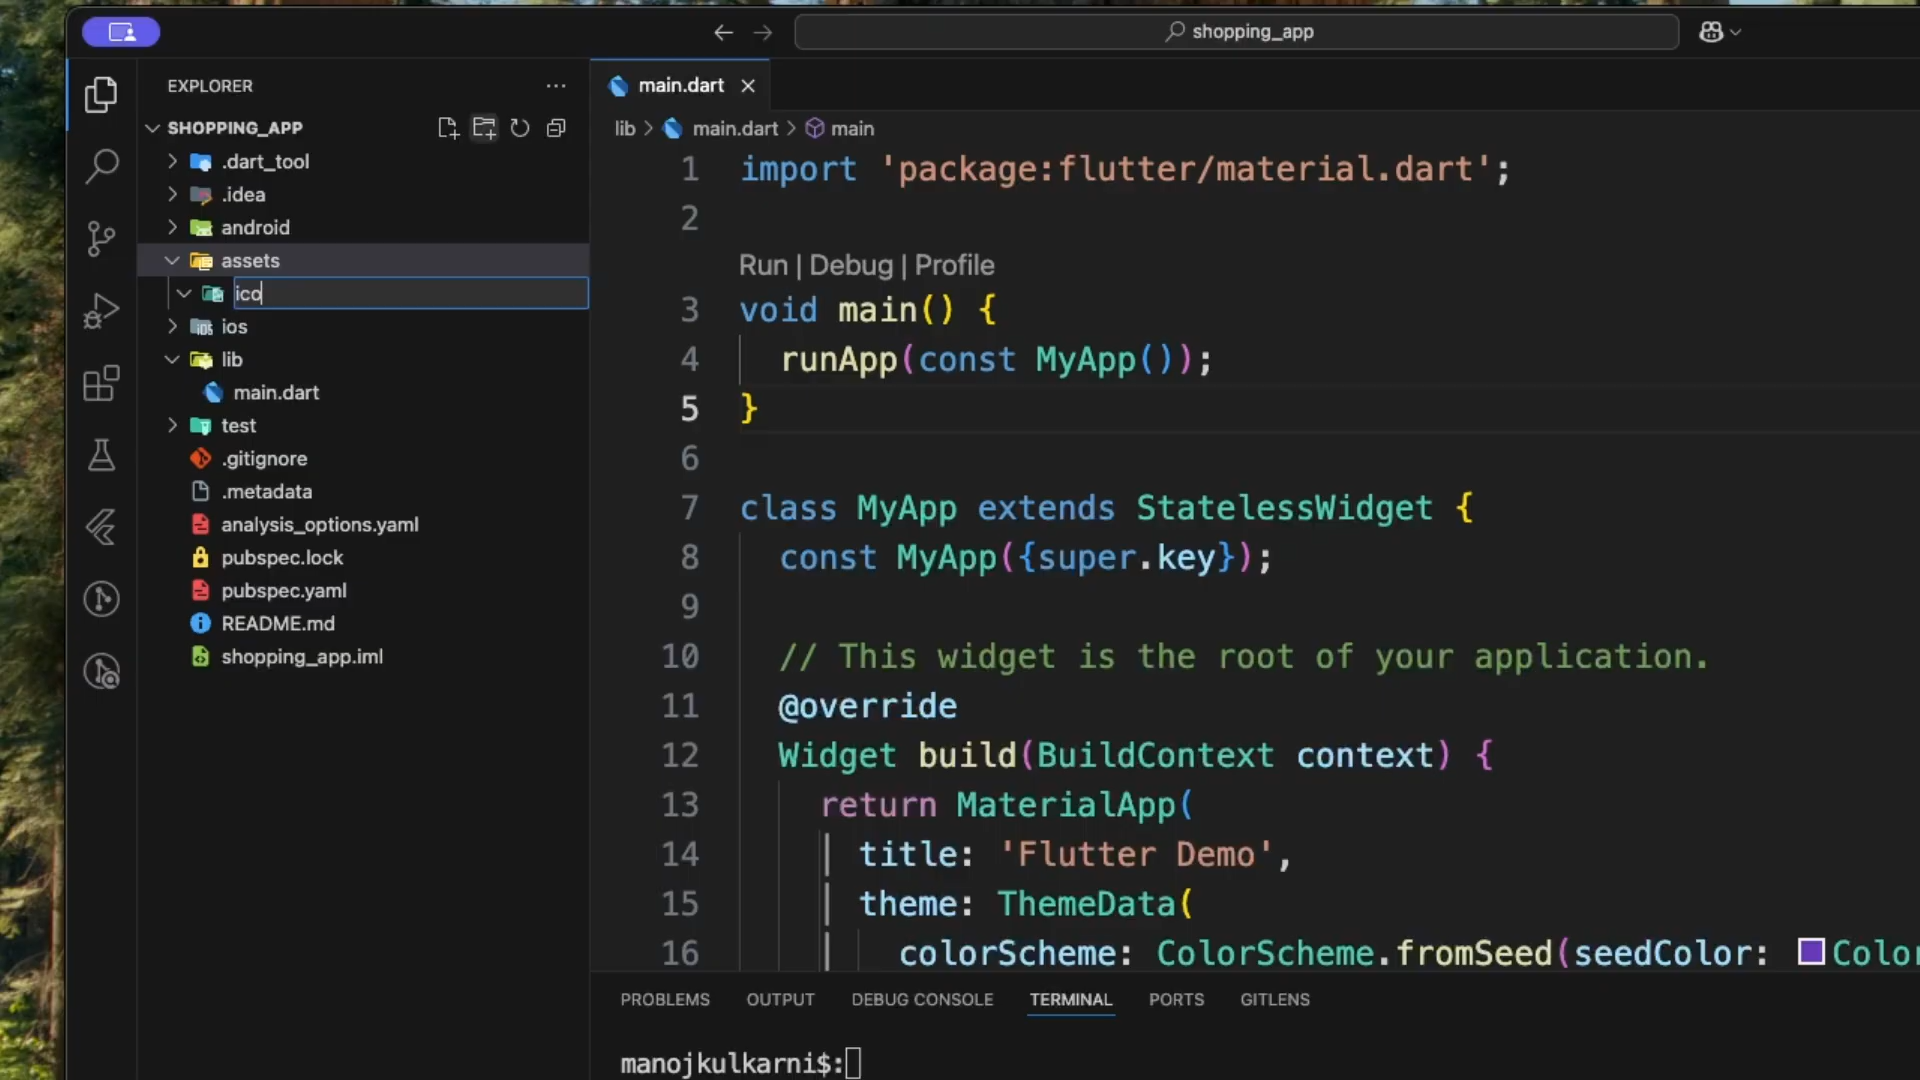 shopping_app
EXPLORER
main.dart
SHOPPING_APP
.dart_tool
.idea
android
assets
ico
ios
lib
main.dart
test
.gitignore
.metadata
analysis_options.yaml
pubspec.lock
pubspec.yaml
README.md
shopping_app.iml
lib > main.dart > main
1 import 'package:flutter/material.dart';
2
Run | Debug | Profile
3 void main() {
4 runApp(const MyApp());
5 }
6
7 class MyApp extends StatelessWidget {
8 const MyApp({super.key});
9
10 // This widget is the root of your application.
11 @override
12 Widget build(BuildContext context) {
13 return MaterialApp(
14 title: 'Flutter Demo',
15 theme: ThemeData(
16 colorScheme: ColorScheme.fromSeed(seedColor: Color
PROBLEMS OUTPUT DEBUG CONSOLE TERMINAL PORTS GITLENS
manojkulkarni$: